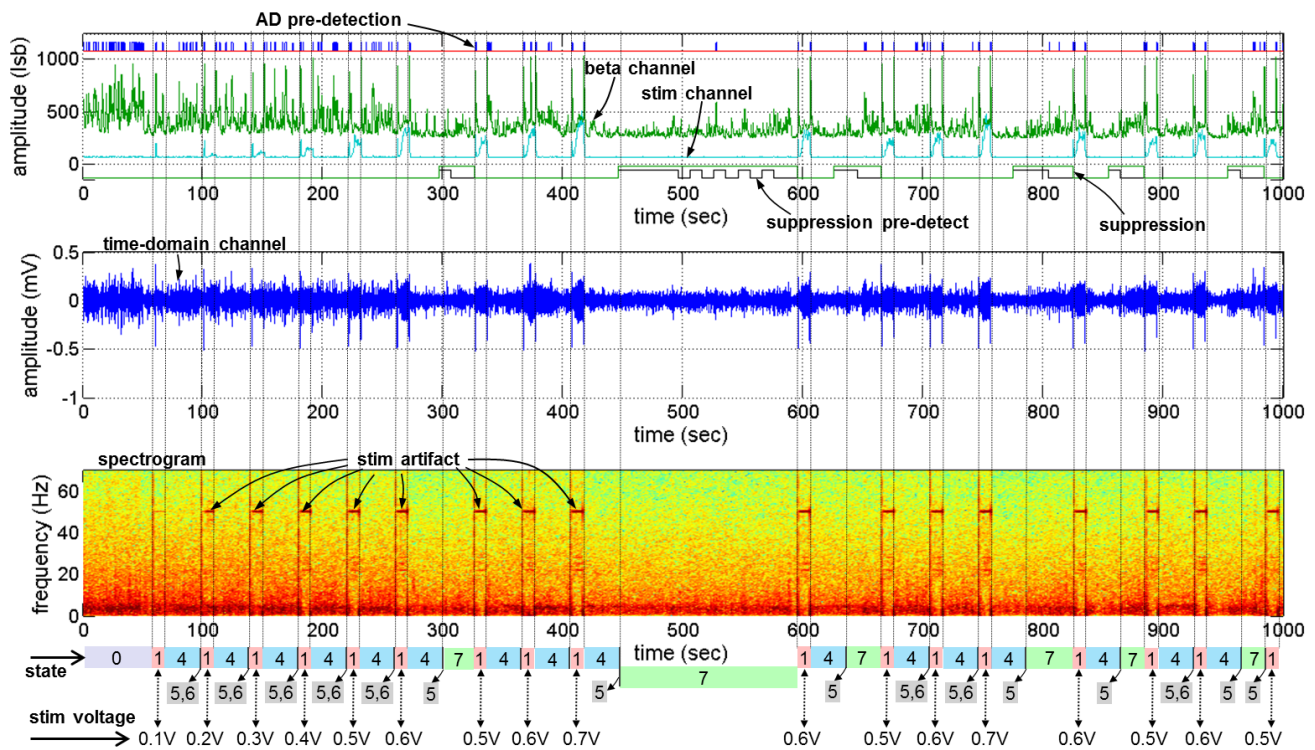 AD pre-detection
1000
beta channel
stim channel
500
0
amplitude (lsb)
0 100 200 300 400 500 600 700 800 900 1000
time (sec)
suppression pre-detect
suppression
time-domain channel
0.5
0
-0.5
-1
amplitude (mV)
0 100 200 300 400 500 600 700 800 900 1000
time (sec)
spectrogram
stim artifact
60
40
20
0
frequency (Hz)
0 100 200 300 400 500 600 700 800 900 1000
time (sec)
state
0 1 4 1 4 1 4 1 4 1 4 1 4 7 1 4 1 4 1 4 1 4 7 1 4 1 4 1 4 7 1 4 7 1 4 1 4 7 1
7
5,6 5,6 5,6 5,6 5,6 5 5 5 5,6 5,6 5 5 5,6 5 5
stim voltage
0.1V 0.2V 0.3V 0.4V 0.5V 0.6V 0.5V 0.6V 0.7V 0.6V 0.5V 0.6V 0.7V 0.6V 0.5V 0.6V 0.5V